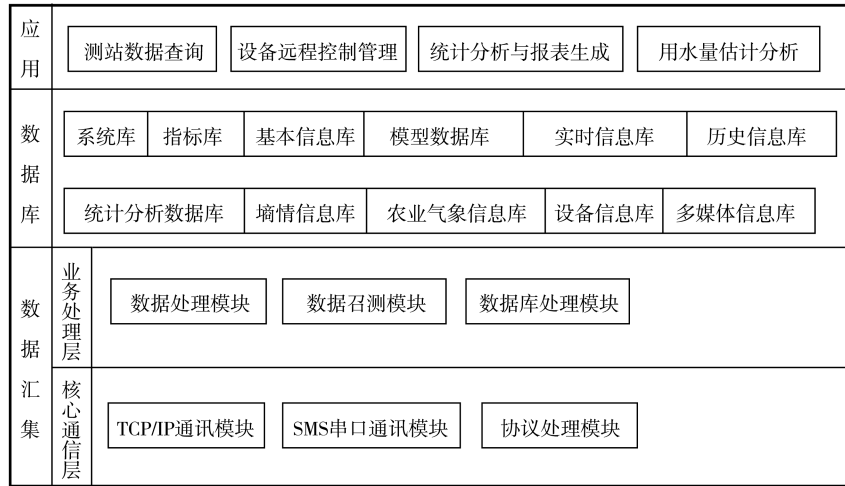 应用
测站数据查询 设备远程控制管理 统计分析与报表生成 用水量估计分析
数据库
系统库 指标库 基本信息库 模型数据库 实时信息库 历史信息库
统计分析数据库 墒情信息库 农业气象信息库 设备信息库 多媒体信息库
数据汇集
业务处理层
数据处理模块 数据召测模块 数据库处理模块
核心通信层
TCP/IP通讯模块 SMS串口通讯模块 协议处理模块